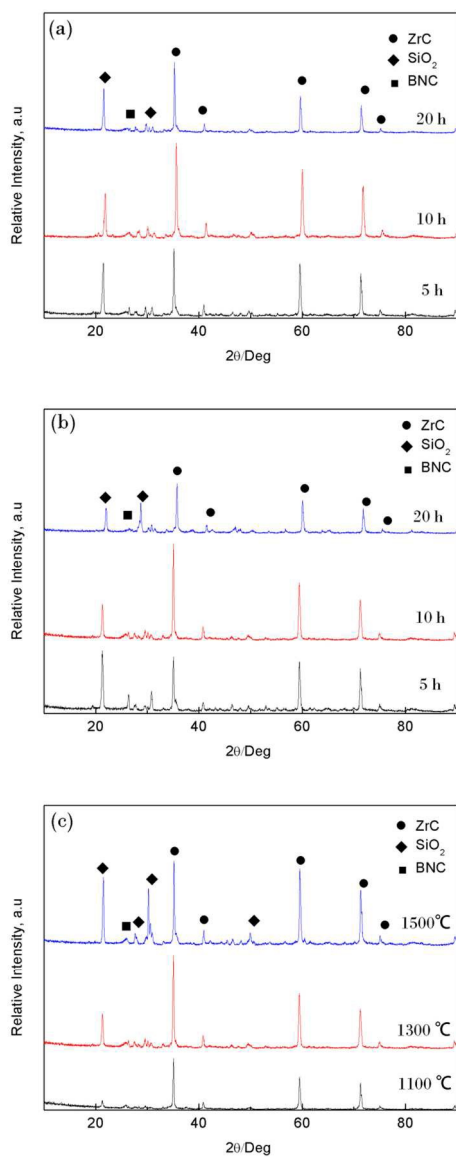 (a)
ZrC
SiO2
BNC
20 h
10 h
5 h
Relative Intensity, a.u
20 40 60 80
2θ/Deg
(b)
ZrC
SiO2
BNC
20 h
10 h
5 h
Relative Intensity, a.u
20 40 60 80
2θ/Deg
(c)
ZrC
SiO2
BNC
1500℃
1300 ℃
1100 ℃
Relative Intensity, a.u
20 40 60 80
2θ/Deg